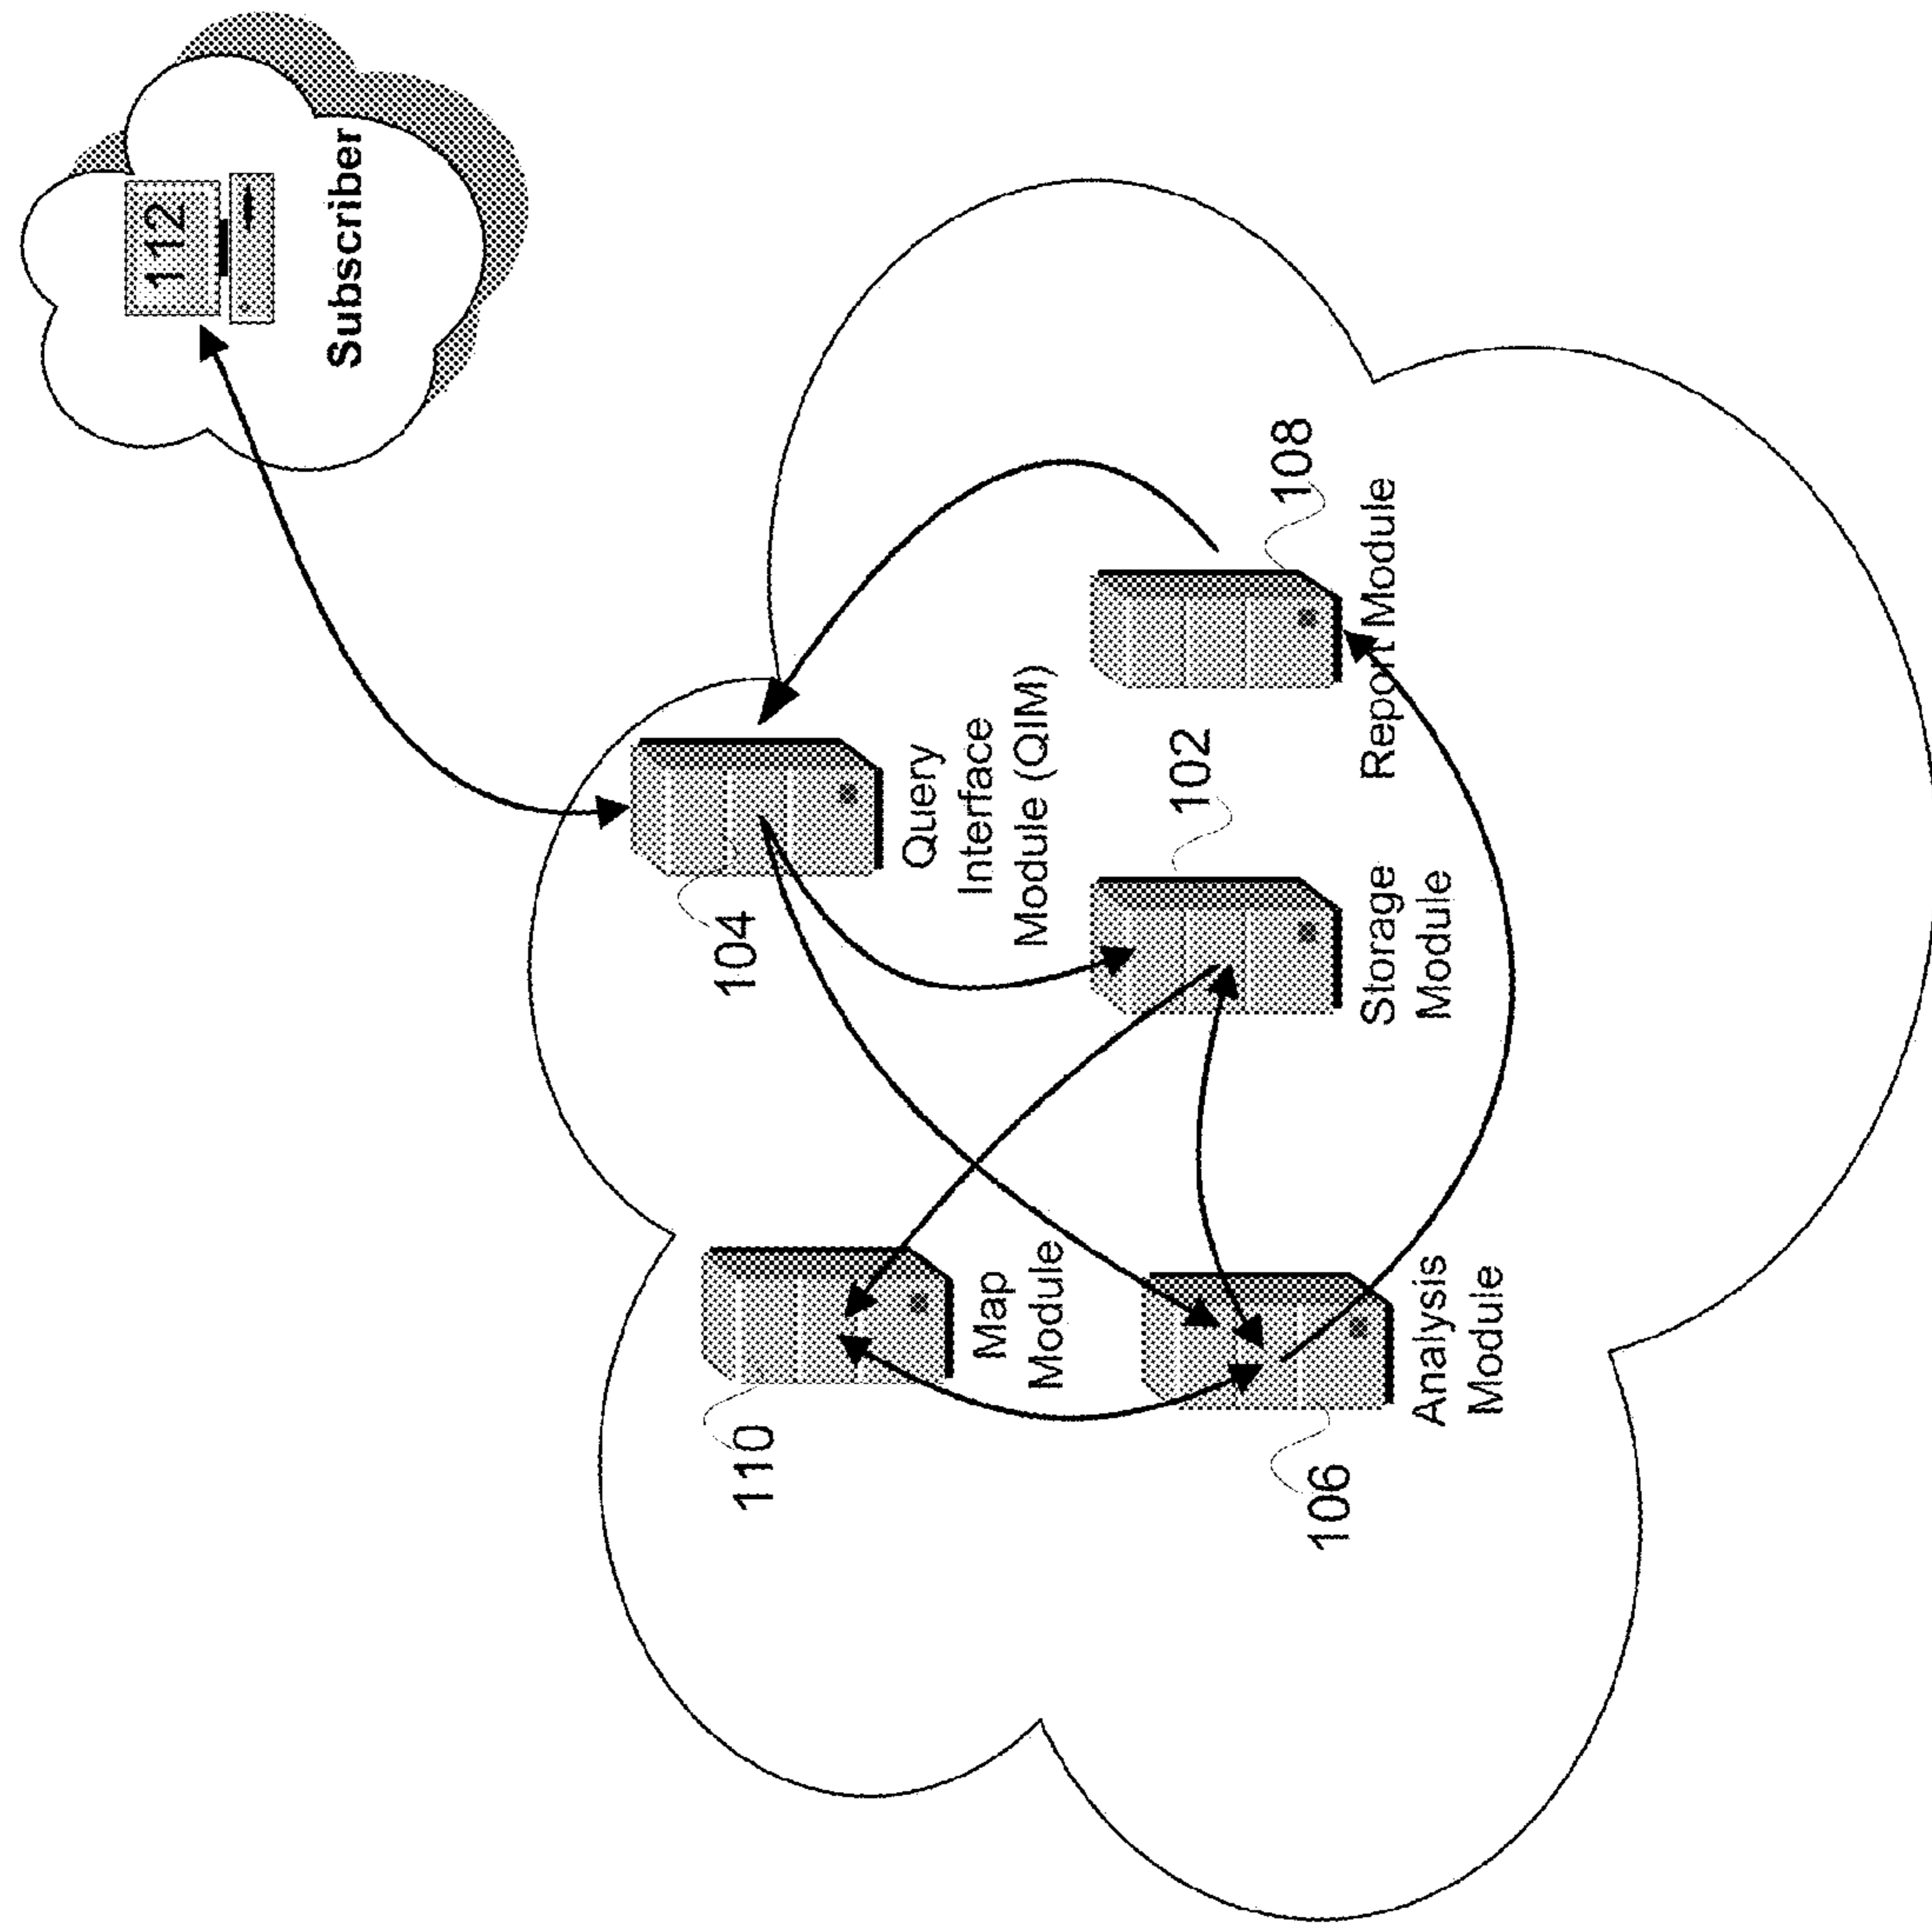 112
Subscriber
104
Query
Interface
Module (QIM)
110
Map
Module
102
Storage
Module
108
Report Module
106
Analysis
Module